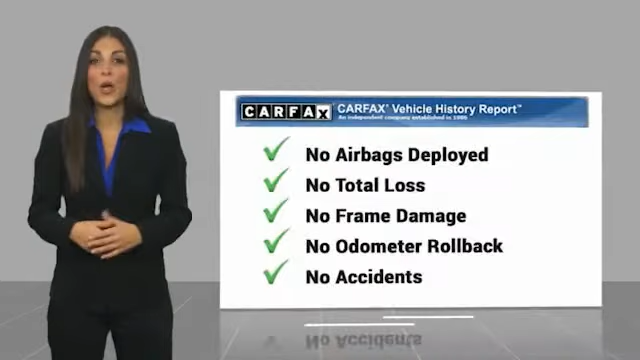 CARFAX CARFAX® Vehicle History Report™
An independent company established in 1986
No Airbags Deployed
No Total Loss
No Frame Damage
No Odometer Rollback
No Accidents